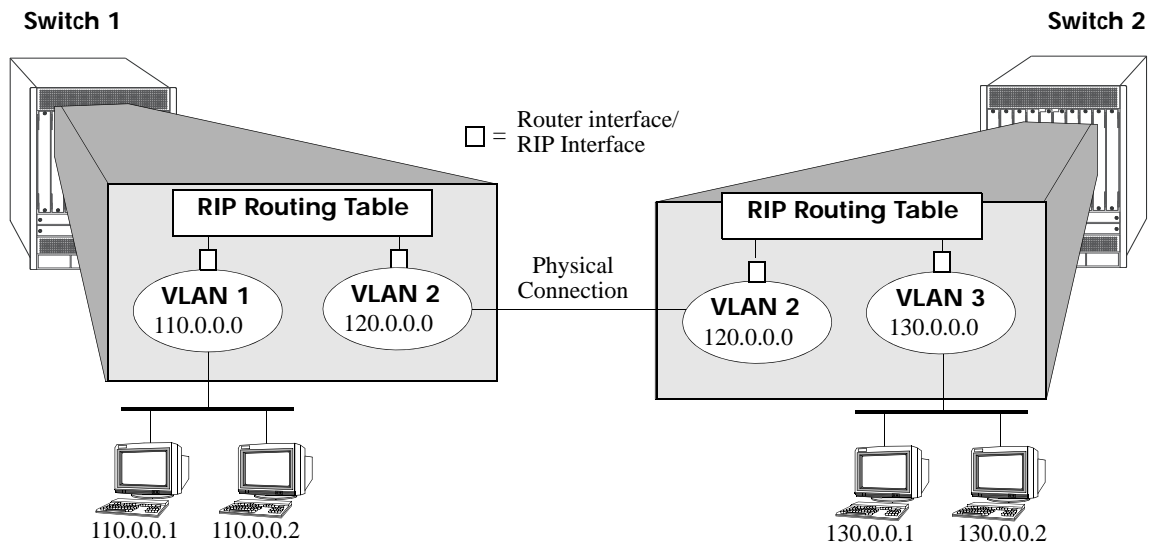 Switch 1
Switch 2
= Router interface/
RIP Interface
RIP Routing Table
RIP Routing Table
VLAN 1
110.0.0.0
VLAN 2
120.0.0.0
Physical
Connection
VLAN 2
120.0.0.0
VLAN 3
130.0.0.0
110.0.0.1
110.0.0.2
130.0.0.1
130.0.0.2